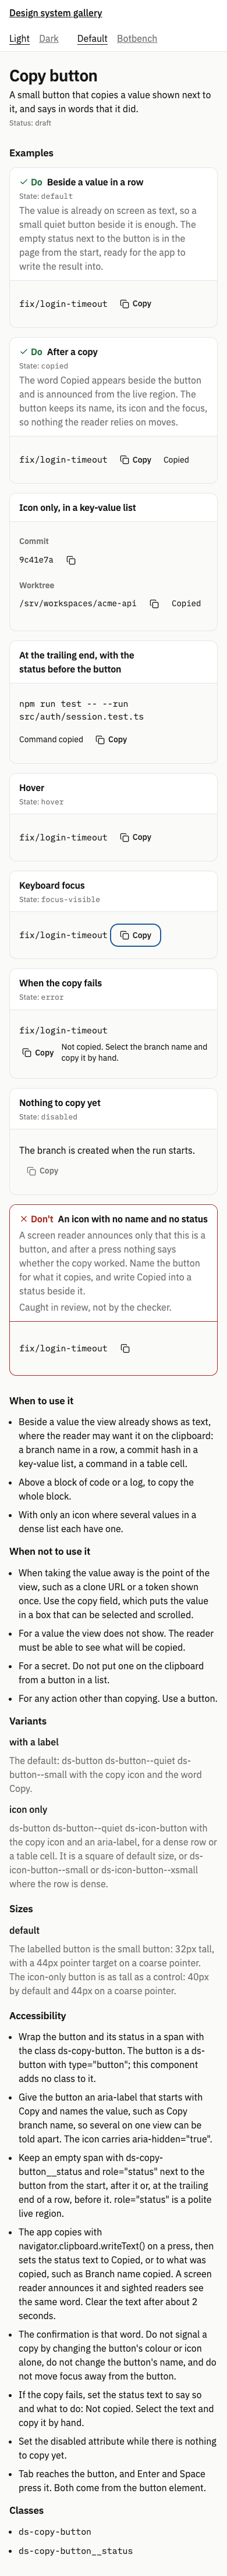 Design system gallery
Light Dark Default Botbench
Copy button
A small button that copies a value shown next to
it, and says in words that it did.
Status: draft
Examples
Do Beside a value in a row
State: default
The value is already on screen as text, so a
small quiet button beside it is enough. The
empty status next to the button is in the
page from the start, ready for the app to
write the result into.
fix/login-timeout Copy
Do After a copy
State: copied
The word Copied appears beside the button
and is announced from the live region. The
button keeps its name, its icon and the focus,
so nothing the reader relies on moves.
fix/login-timeout Copy Copied
Icon only, in a key-value list
Commit
9c41e7a
Worktree
/srv/workspaces/acme-api Copied
At the trailing end, with the
status before the button
npm run test -- --run
src/auth/session.test.ts
Command copied Copy
Hover
State: hover
fix/login-timeout Copy
Keyboard focus
State: focus-visible
fix/login-timeout Copy
When the copy fails
State: error
fix/login-timeout
Copy Not copied. Select the branch name and
copy it by hand.
Nothing to copy yet
State: disabled
The branch is created when the run starts.
Copy
Don't An icon with no name and no status
A screen reader announces only that this is a
button, and after a press nothing says
whether the copy worked. Name the button
for what it copies, and write Copied into a
status beside it.
Caught in review, not by the checker.
fix/login-timeout
When to use it
• Beside a value the view already shows as text,
where the reader may want it on the clipboard:
a branch name in a row, a commit hash in a
key-value list, a command in a table cell.
• Above a block of code or a log, to copy the
whole block.
• With only an icon where several values in a
dense list each have one.
When not to use it
• When taking the value away is the point of the
view, such as a clone URL or a token shown
once. Use the copy field, which puts the value
in a box that can be selected and scrolled.
• For a value the view does not show. The reader
must be able to see what will be copied.
• For a secret. Do not put one on the clipboard
from a button in a list.
• For any action other than copying. Use a button.
Variants
with a label
The default: ds-button ds-button--quiet ds-
button--small with the copy icon and the word
Copy.
icon only
ds-button ds-button--quiet ds-icon-button with
the copy icon and an aria-label, for a dense row or
a table cell. It is a square of default size, or ds-
icon-button--small or ds-icon-button--xsmall
where the row is dense.
Sizes
default
The labelled button is the small button: 32px tall,
with a 44px pointer target on a coarse pointer.
The icon-only button is as tall as a control: 40px
by default and 44px on a coarse pointer.
Accessibility
• Wrap the button and its status in a span with
the class ds-copy-button. The button is a ds-
button with type="button"; this component
adds no class to it.
• Give the button an aria-label that starts with
Copy and names the value, such as Copy
branch name, so several on one view can be
told apart. The icon carries aria-hidden="true".
• Keep an empty span with ds-copy-
button__status and role="status" next to the
button from the start, after it or, at the trailing
end of a row, before it. role="status" is a polite
live region.
• The app copies with
navigator.clipboard.writeText() on a press, then
sets the status text to Copied, or to what was
copied, such as Branch name copied. A screen
reader announces it and sighted readers see
the same word. Clear the text after about 2
seconds.
• The confirmation is that word. Do not signal a
copy by changing the button's colour or icon
alone, do not change the button's name, and do
not move focus away from the button.
• If the copy fails, set the status text to say so
and what to do: Not copied. Select the text and
copy it by hand.
• Set the disabled attribute while there is nothing
to copy yet.
• Tab reaches the button, and Enter and Space
press it. Both come from the button element.
Classes
• ds-copy-button
• ds-copy-button__status